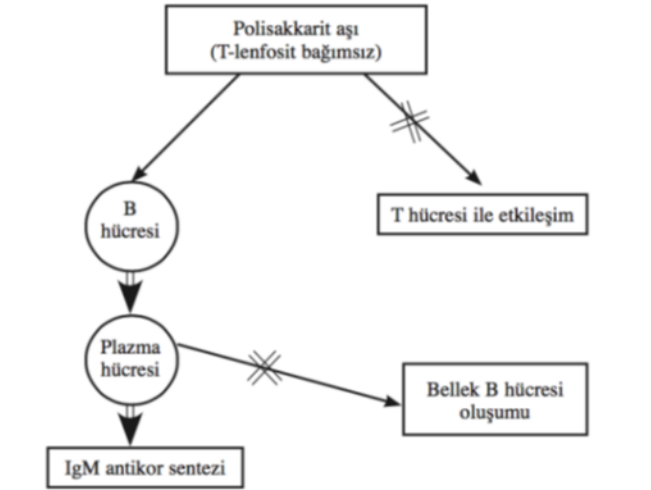 Polisakkarit aşı
(T-lenfosit bağımsız)
B
hücresi
T hücresi ile etkileşim
Plazma
hücresi
Bellek B hücresi
oluşumu
IgM antikor sentezi